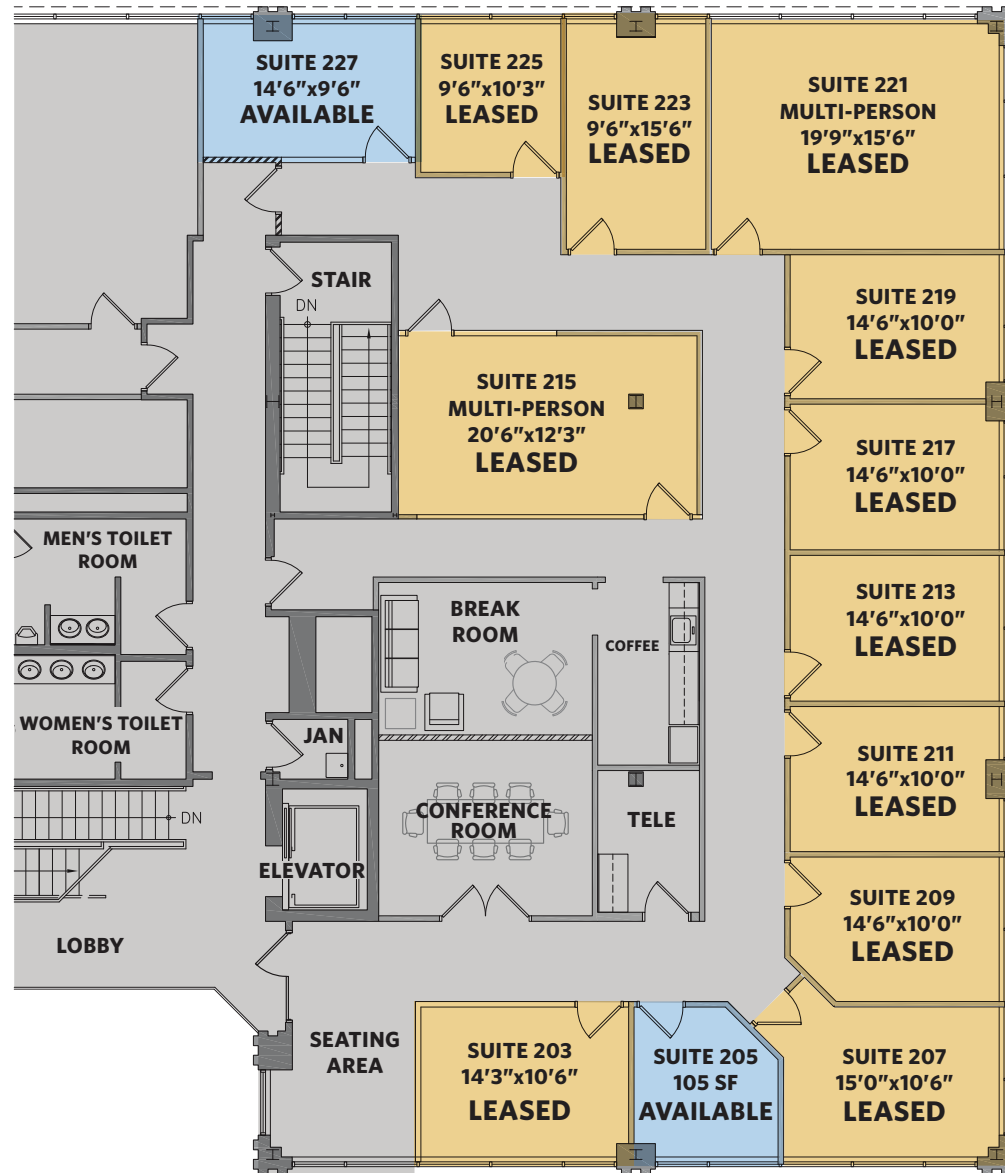 SUITE 227
14'6"x9'6"
AVAILABLE
SUITE 225
9'6"x10'3"
LEASED
SUITE 223
9'6"x15'6"
LEASED
SUITE 221
MULTI-PERSON
19'9"x15'6"
LEASED
STAIR
DN
SUITE 219
14'6"x10'0"
LEASED
SUITE 215
MULTI-PERSON
20'6"x12'3"
LEASED
SUITE 217
14'6"x10'0"
LEASED
MEN'S TOILET
ROOM
SUITE 213
14'6"x10'0"
LEASED
BREAK
ROOM
COFFEE
WOMEN'S TOILET
ROOM
JAN
SUITE 211
14'6"x10'0"
LEASED
DN
CONFERENCE
ROOM
TELE
ELEVATOR
SUITE 209
14'6"x10'0"
LEASED
LOBBY
SEATING
AREA
SUITE 203
14'3"x10'6"
LEASED
SUITE 205
105 SF
AVAILABLE
SUITE 207
15'0"x10'6"
LEASED